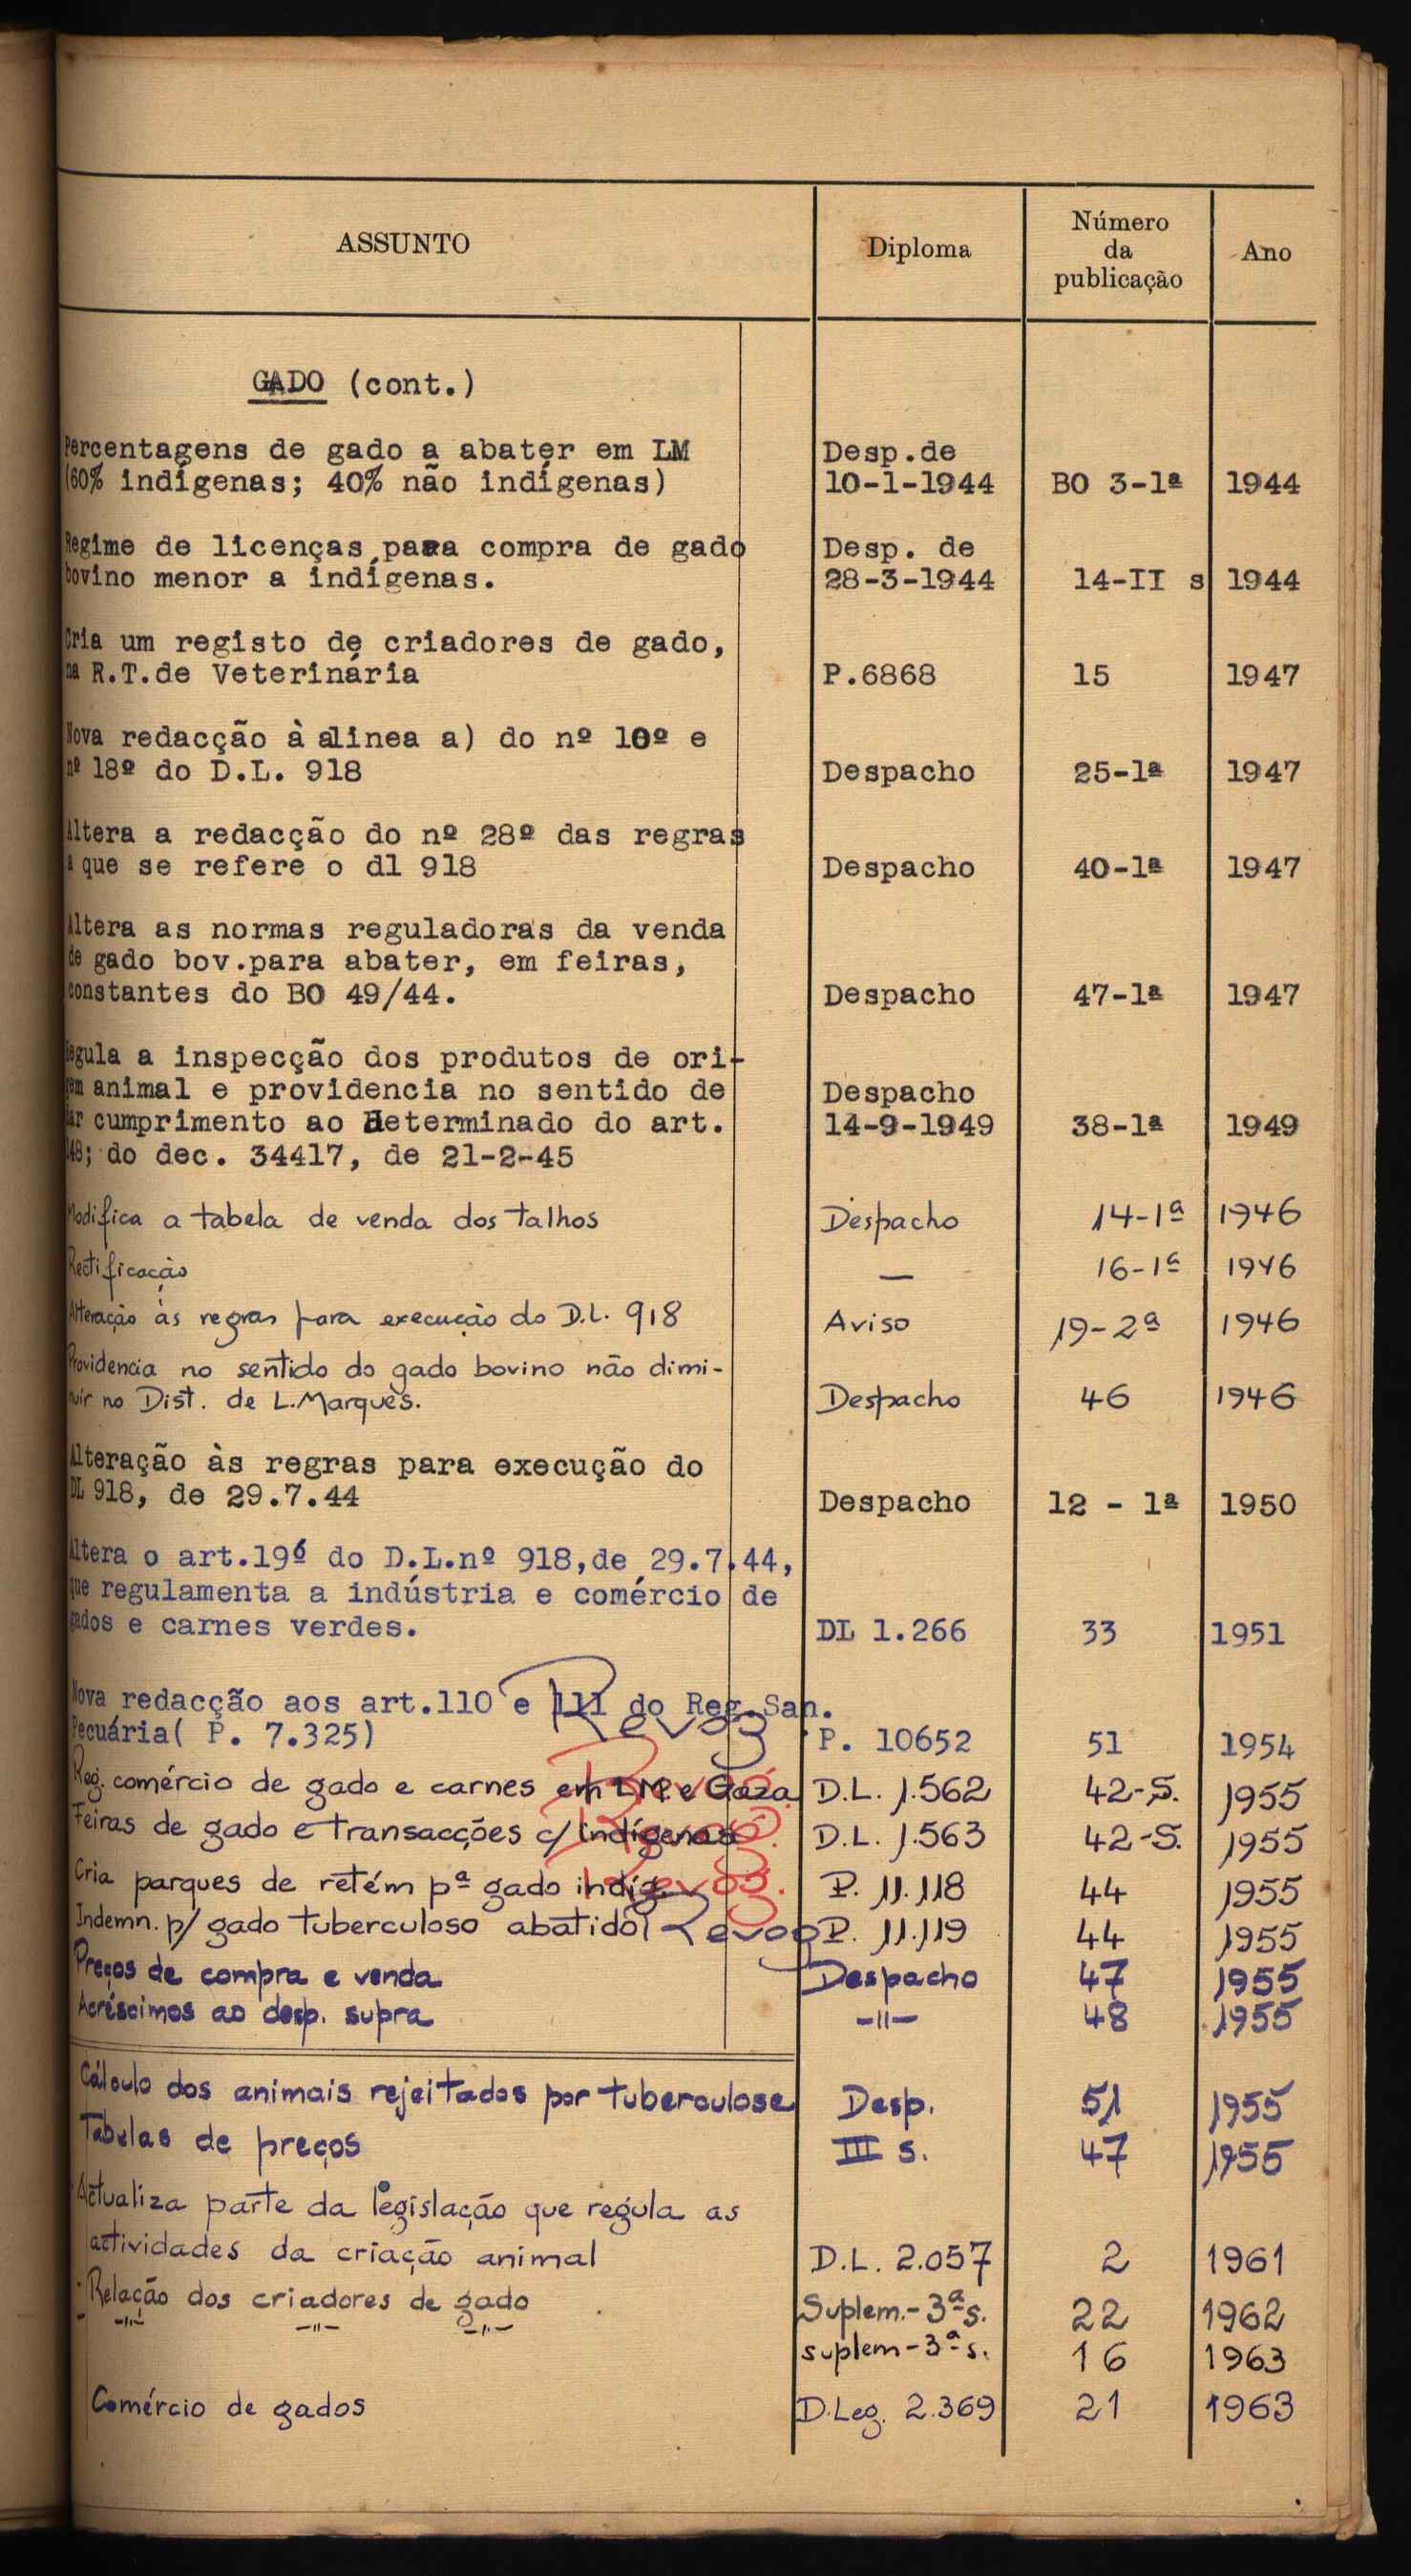 ASSUNTO Diploma Número da publicação Ano
GADO (cont.)
Percentagens de gado a abater em LM Desp.de
(60% indígenas; 40% não indígenas) 10-1-1944 BO 3-1ª 1944
Regime de licenças para compra de gado Desp. de
bovino menor a indígenas. 28-3-1944 14-II s 1944
Cria um registo de criadores de gado,
na R.T.de Veterinária P.6868 15 1947
Nova redacção à alinea a) do nº 10º e
nº 18º do D.L. 918 Despacho 25-1ª 1947
Altera a redacção do nº 28º das regras
a que se refere o dl 918 Despacho 40-1ª 1947
Altera as normas reguladoras da venda
de gado bov.para abater, em feiras,
constantes do BO 49/44. Despacho 47-1ª 1947
Regula a inspecção dos produtos de ori-
gem animal e providencia no sentido de Despacho
dar cumprimento ao determinado do art. 14-9-1949 38-1ª 1949
148; do dec. 34417, de 21-2-45
Modifica a tabela de venda dos talhos Despacho 14-1ª 1946
Rectificação — 16-1ª 1946
Alteração às regras para execução do D.L. 918 Aviso 19-2ª 1946
Providencia no sentido do gado bovino não dimi-
nuir no Dist. de L.Marquès. Despacho 46 1946
Alteração às regras para execução do
DL 918, de 29.7.44 Despacho 12 - 1ª 1950
Altera o art.19º do D.L.nº 918,de 29.7.44,
que regulamenta a indústria e comércio de
gados e carnes verdes. DL 1.266 33 1951
Nova redacção aos art.110 e 111 do Reg.San.
Revog
Pecuária( P. 7.325) P. 10652 51 1954
Reg. comércio de gado e carnes em LM e Gaza D.L. 1.562 42-S. 1955
Revog.
Feiras de gado e transacções c/ indígenas D.L. 1.563 42-S. 1955
Revog.
Cria parques de retém pª gado indíg. P. 11.118 44 1955
Revog.
Indemn. p/ gado tuberculoso abatido Revog P. 11.119 44 1955
Preços de compra e venda Despacho 47 1955
Acréscimos ao desp. supra -"- 48 1955
Cálculo dos animais rejeitados por tuberculose Desp. 51 1955
Tabelas de preços III s. 47 1955
Actualiza parte da legislação que regula as
actividades da criação animal D.L. 2.057 2 1961
Relação dos criadores de gado Suplem.- 3ª s. 22 1962
-"- -"- -"- suplem - 3ª s. 16 1963
Comércio de gados D.Leg. 2.369 21 1963